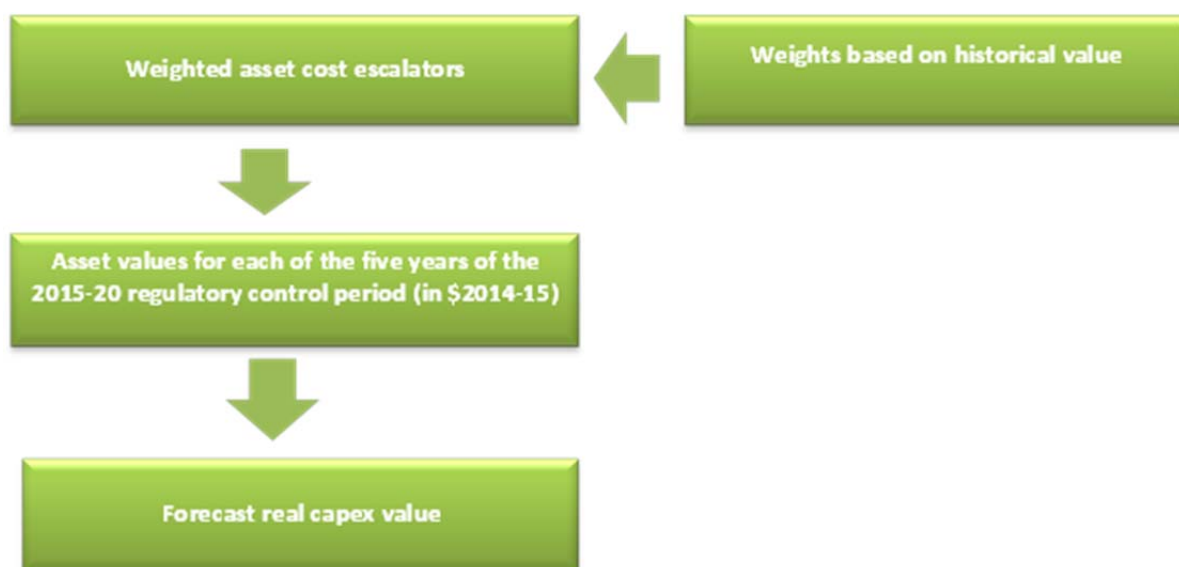 Weighted asset cost escalators
Weights based on historical value
Asset values for each of the five years of the
2015-20 regulatory control period (in $2014-15)
Forecast real capex value